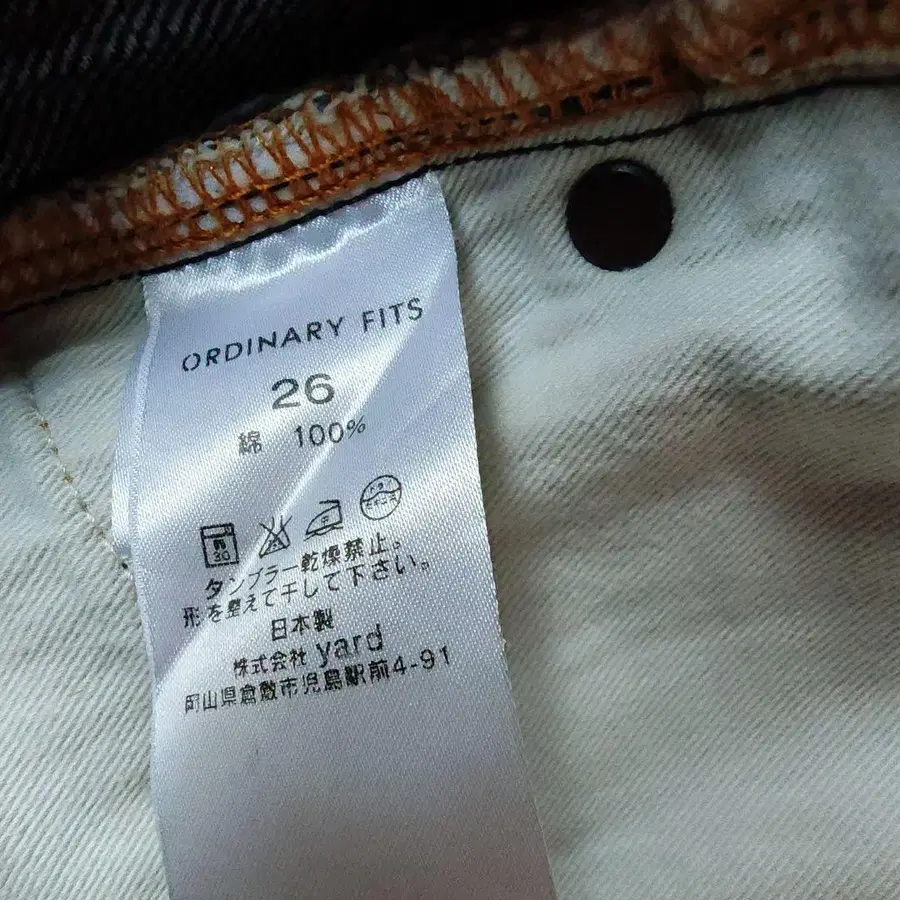 ORDINARY FITS
26
綿 100%
30
タンブラー乾燥禁止。
形を整えて干して下さい。
日本製
株式会社 yard
岡山県倉敷市児島駅前4-91